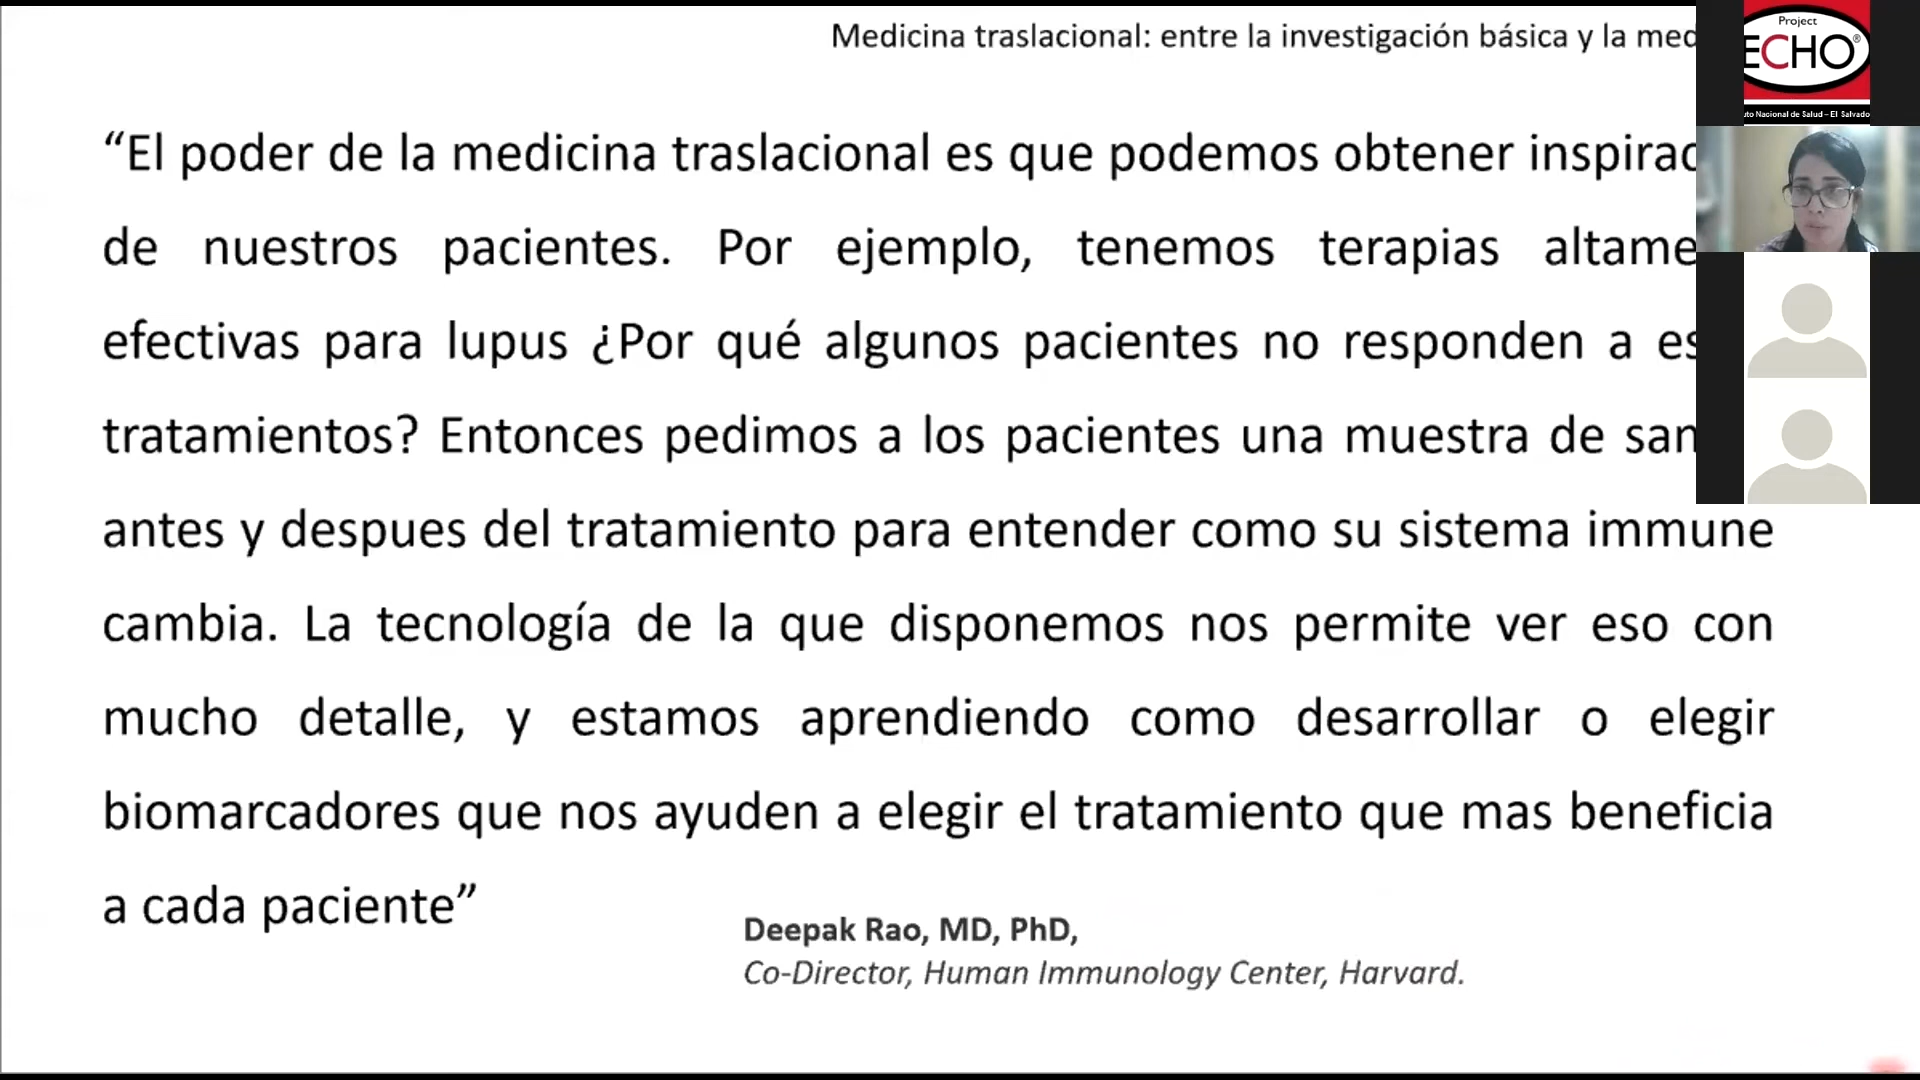 Medicina traslacional: entre la investigación básica y la med
“El poder de la medicina traslacional es que podemos obtener inspirac
de nuestros pacientes. Por ejemplo, tenemos terapias altame
efectivas para lupus ¿Por qué algunos pacientes no responden a es
tratamientos? Entonces pedimos a los pacientes una muestra de san
antes y despues del tratamiento para entender como su sistema immune
cambia. La tecnología de la que disponemos nos permite ver eso con
mucho detalle, y estamos aprendiendo como desarrollar o elegir
biomarcadores que nos ayuden a elegir el tratamiento que mas beneficia
a cada paciente”
Deepak Rao, MD, PhD,
Co-Director, Human Immunology Center, Harvard.
Project
ECHO®
uto Nacional de Salud – El Salvado